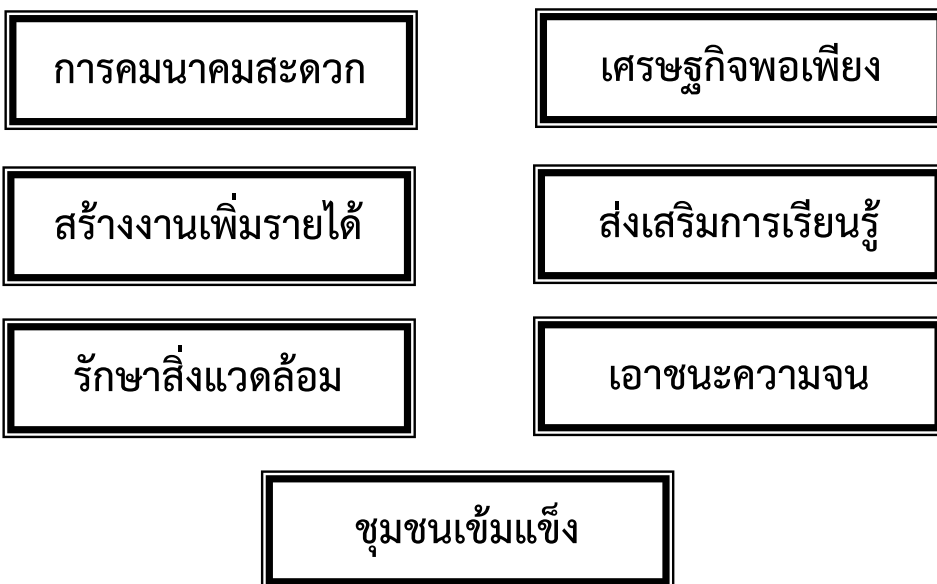 การคมนาคมสะดวก
เศรษฐกิจพอเพียง
สร้างงานเพิ่มรายได้
ส่งเสริมการเรียนรู้
รักษาสิ่งแวดล้อม
เอาชนะความจน
ชุมชนเข้มแข็ง